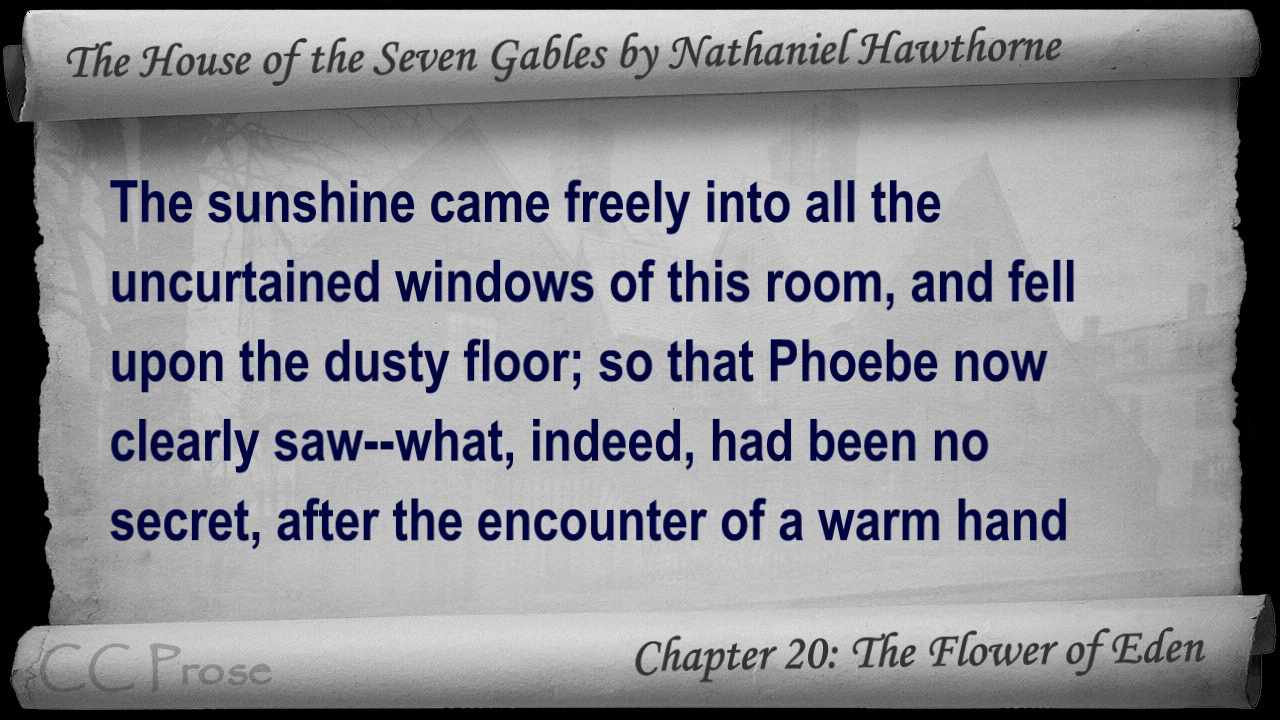 The House of the Seven Gables by Nathaniel Hawthorne
The sunshine came freely into all the
uncurtained windows of this room, and fell
upon the dusty floor; so that Phoebe now
clearly saw--what, indeed, had been no
secret, after the encounter of a warm hand
CC Prose
Chapter 20: The Flower of Eden